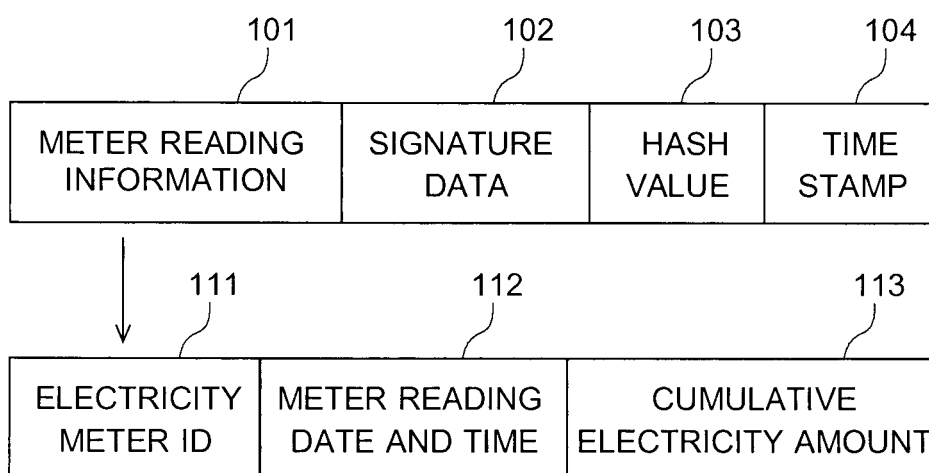 101 102 103 104
METER READING INFORMATION
SIGNATURE DATA
HASH VALUE
TIME STAMP
111 112 113
ELECTRICITY METER ID
METER READING DATE AND TIME
CUMULATIVE ELECTRICITY AMOUNT